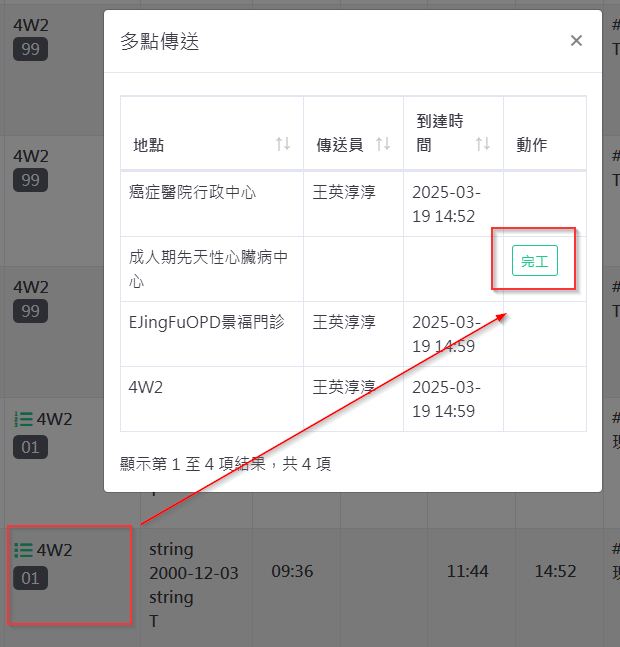 4W2
99
4W2
99
4W2
99
4W2
01
4W2
01
多點傳送
×
地點
傳送員
到達時
間
動作
癌症醫院行政中心
王英淳淳
2025-03-
19 14:52
成人期先天性心臟病中
心
完工
EJingFuOPD景福門診
王英淳淳
2025-03-
19 14:59
4W2
王英淳淳
2025-03-
19 14:59
顯示第 1 至 4 項結果，共 4 項
T
string
2000-12-03
string
T
09:36
11:44
14:52
#
T
#
T
#
T
#
#